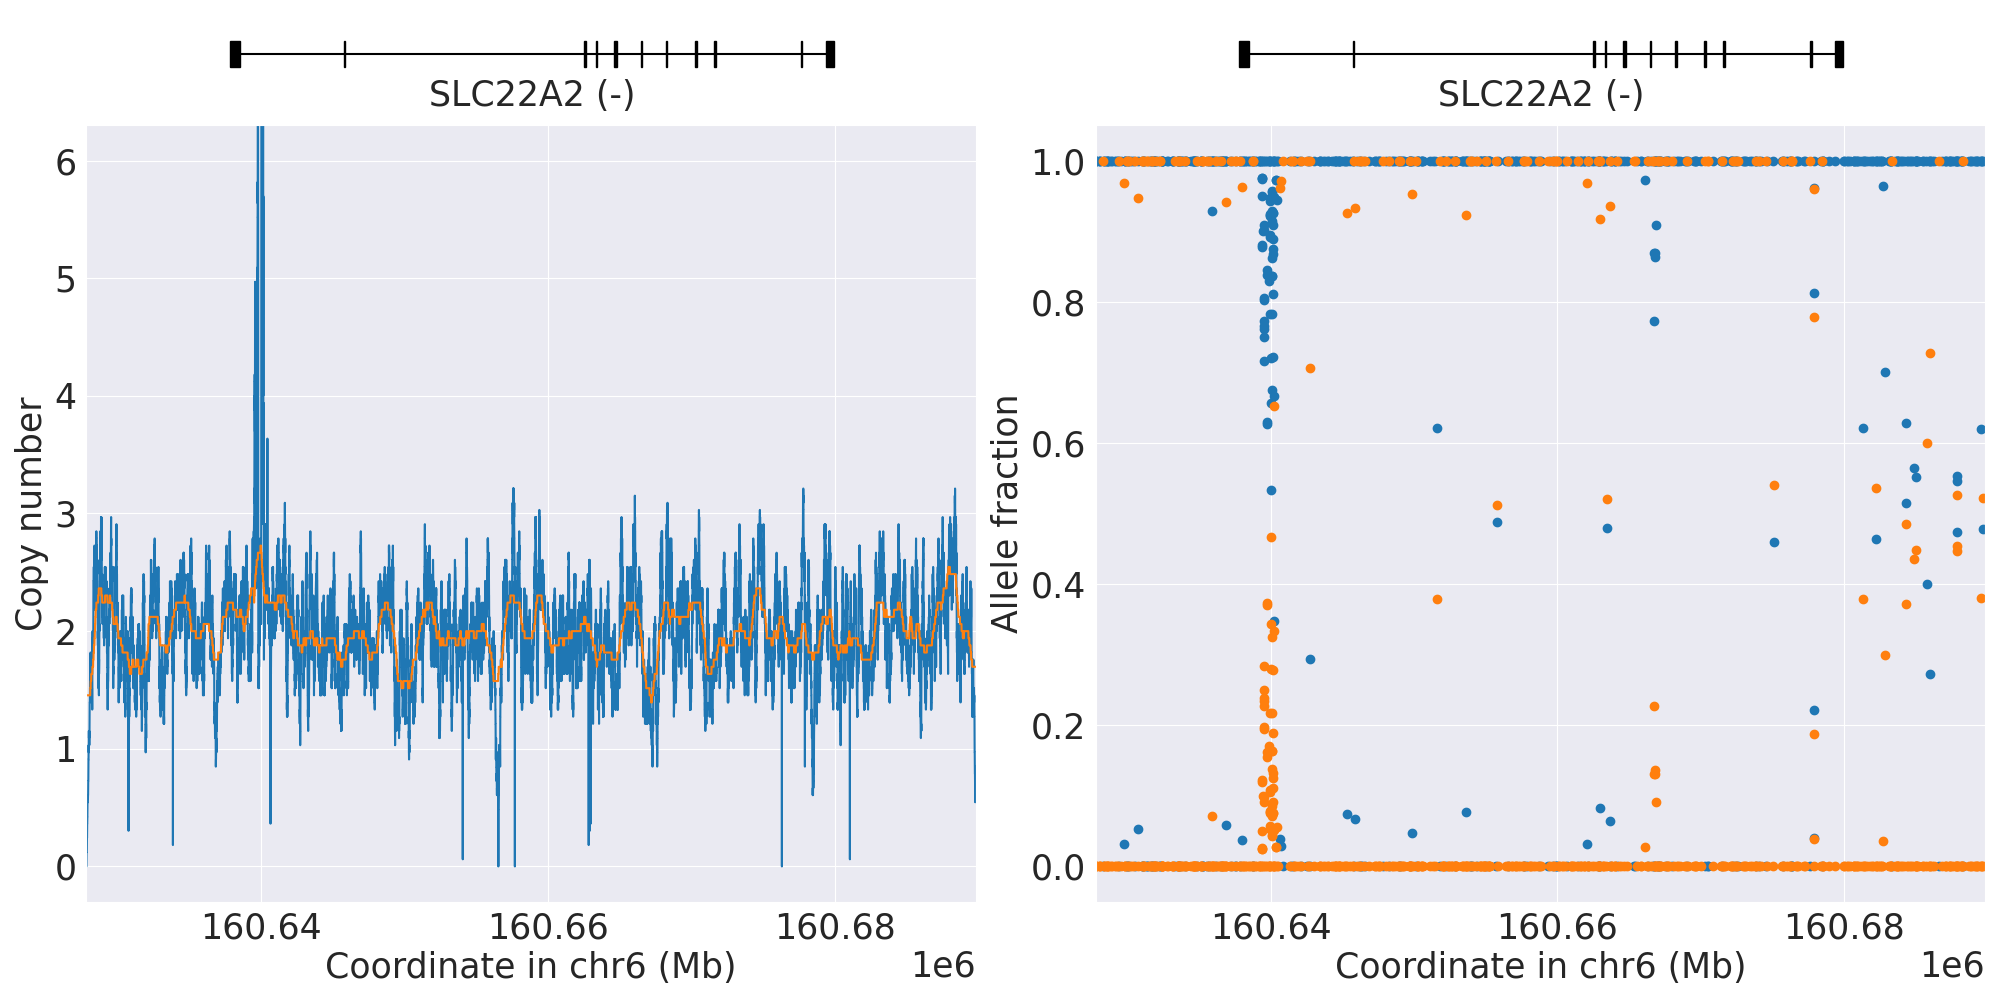 SLC22A2 (-)
6
5
4
3
2
1
0
Copy number
160.64 160.66 160.68
Coordinate in chr6 (Mb) 1e6
SLC22A2 (-)
1.0
0.8
0.6
0.4
0.2
0.0
Allele fraction
160.64 160.66 160.68
Coordinate in chr6 (Mb) 1e6